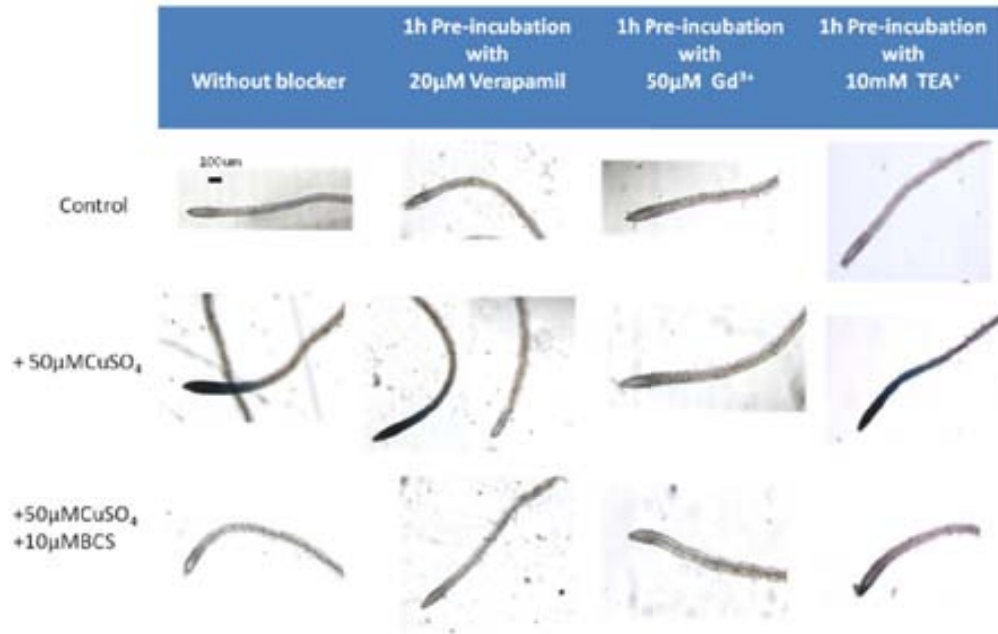 Without blocker
1h Pre-incubation
with
20µM Verapamil
1h Pre-incubation
with
50µM Gd³⁺
1h Pre-incubation
with
10mM TEA⁺
Control
100um
+ 50µMCuSO₄
+50µMCuSO₄
+10µMBCS